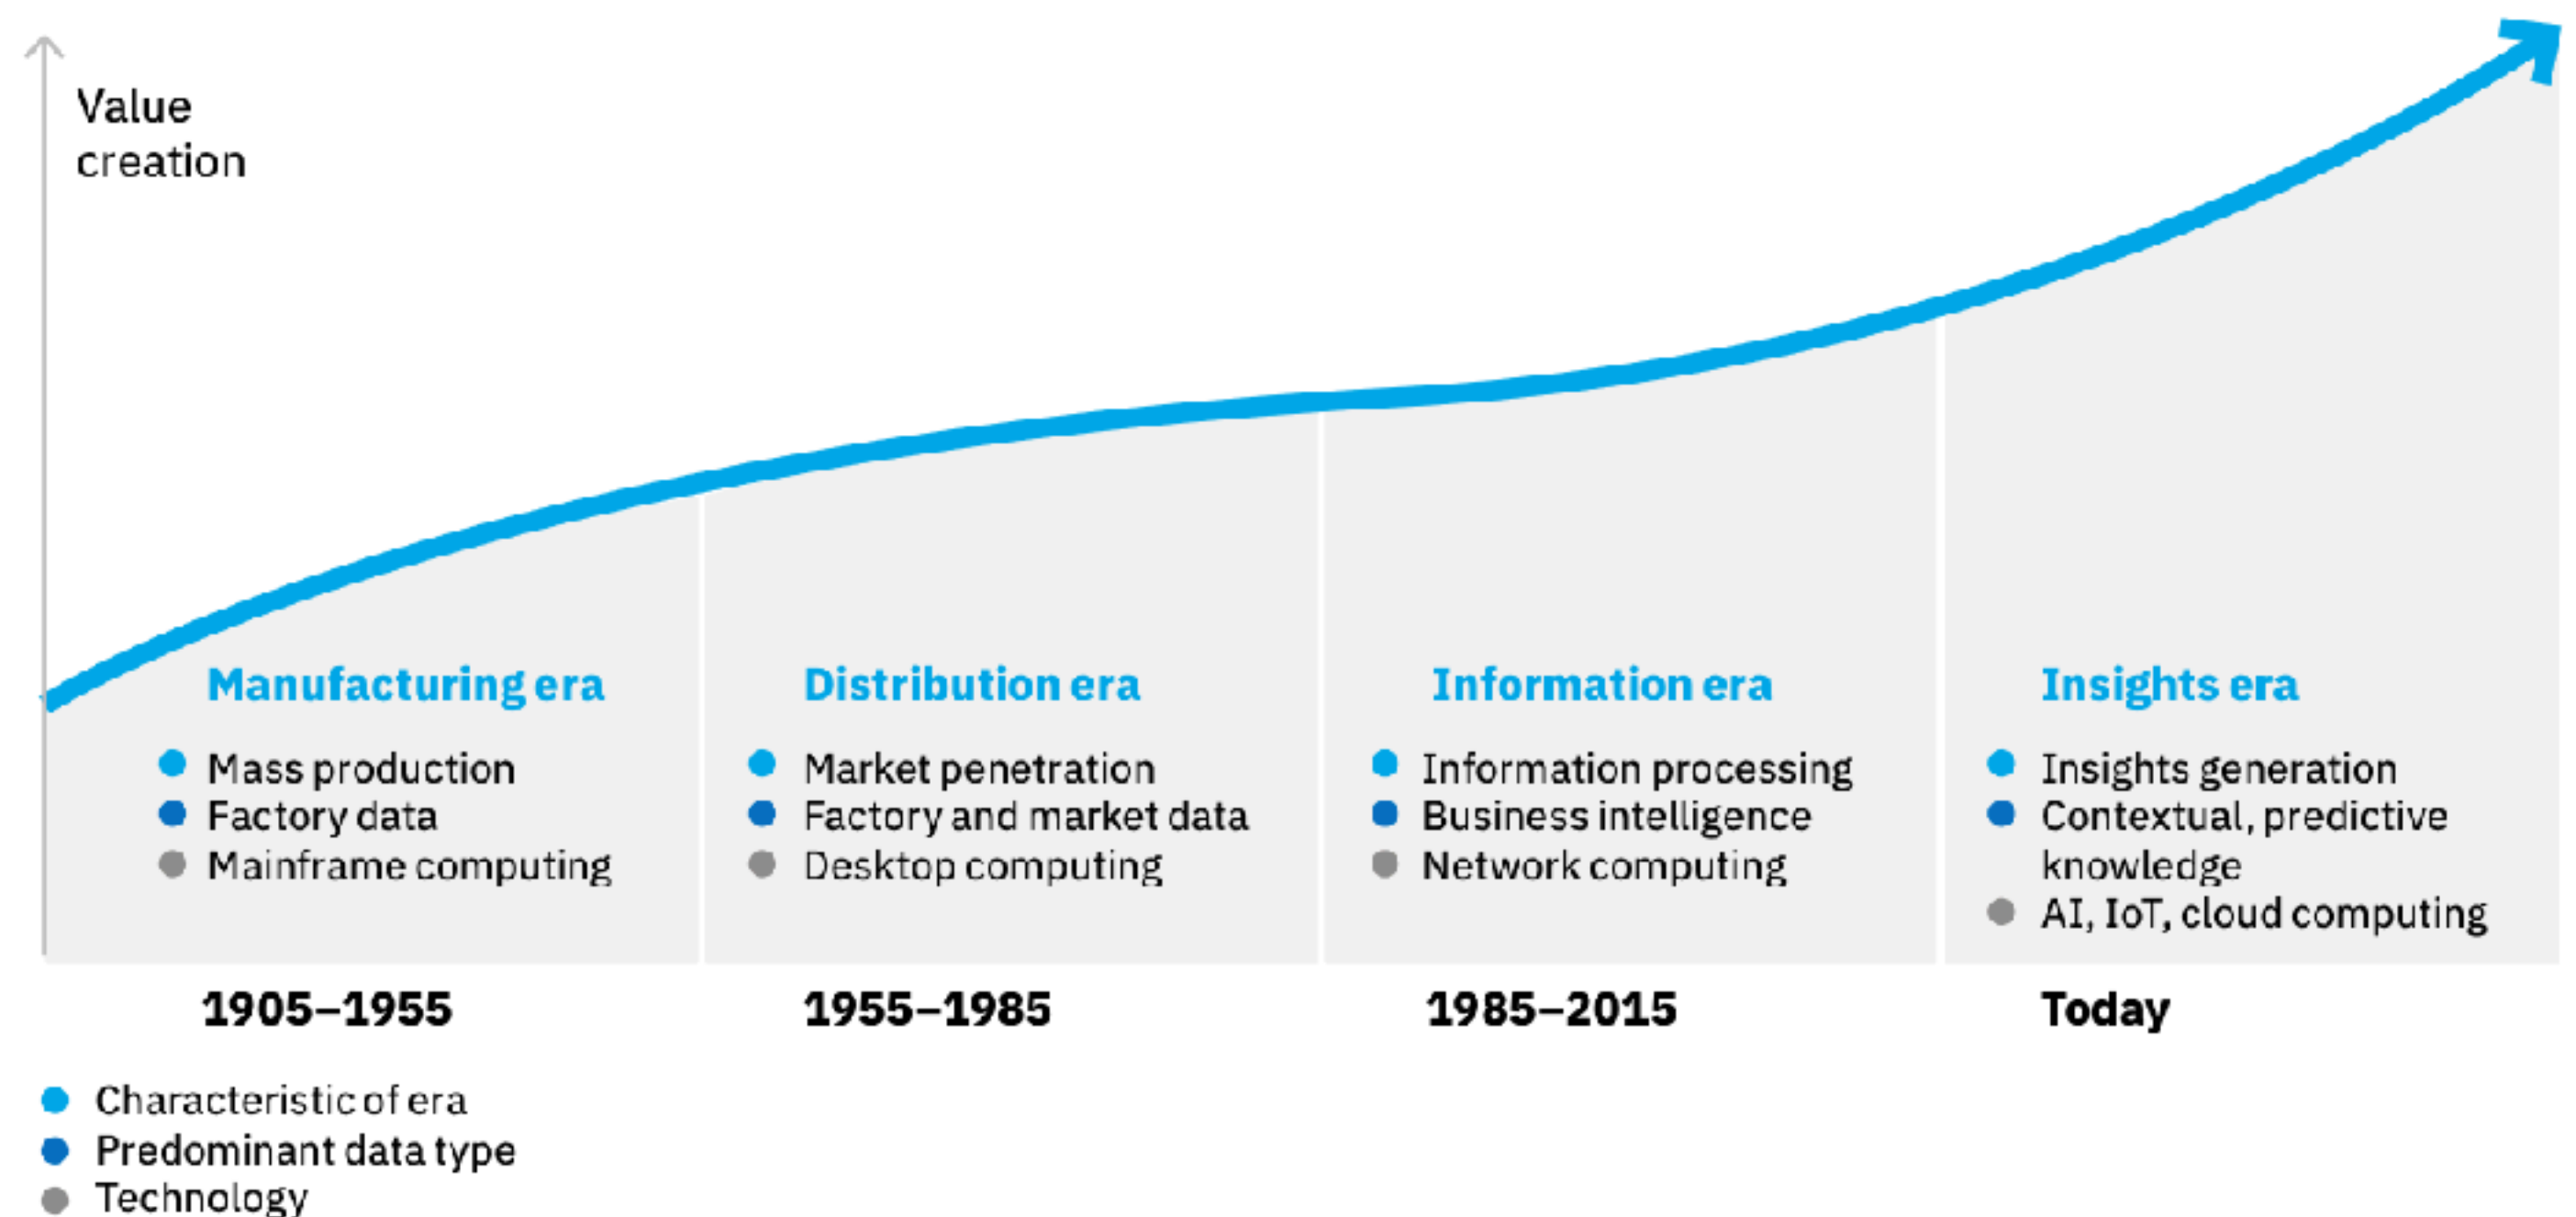 Value
creation
Manufacturing era
Mass production
Factory data
Mainframe computing
1905–1955
Distribution era
Market penetration
Factory and market data
Desktop computing
1955–1985
Information era
Information processing
Business intelligence
Network computing
1985–2015
Insights era
Insights generation
Contextual, predictive
knowledge
AI, IoT, cloud computing
Today
Characteristic of era
Predominant data type
Technology